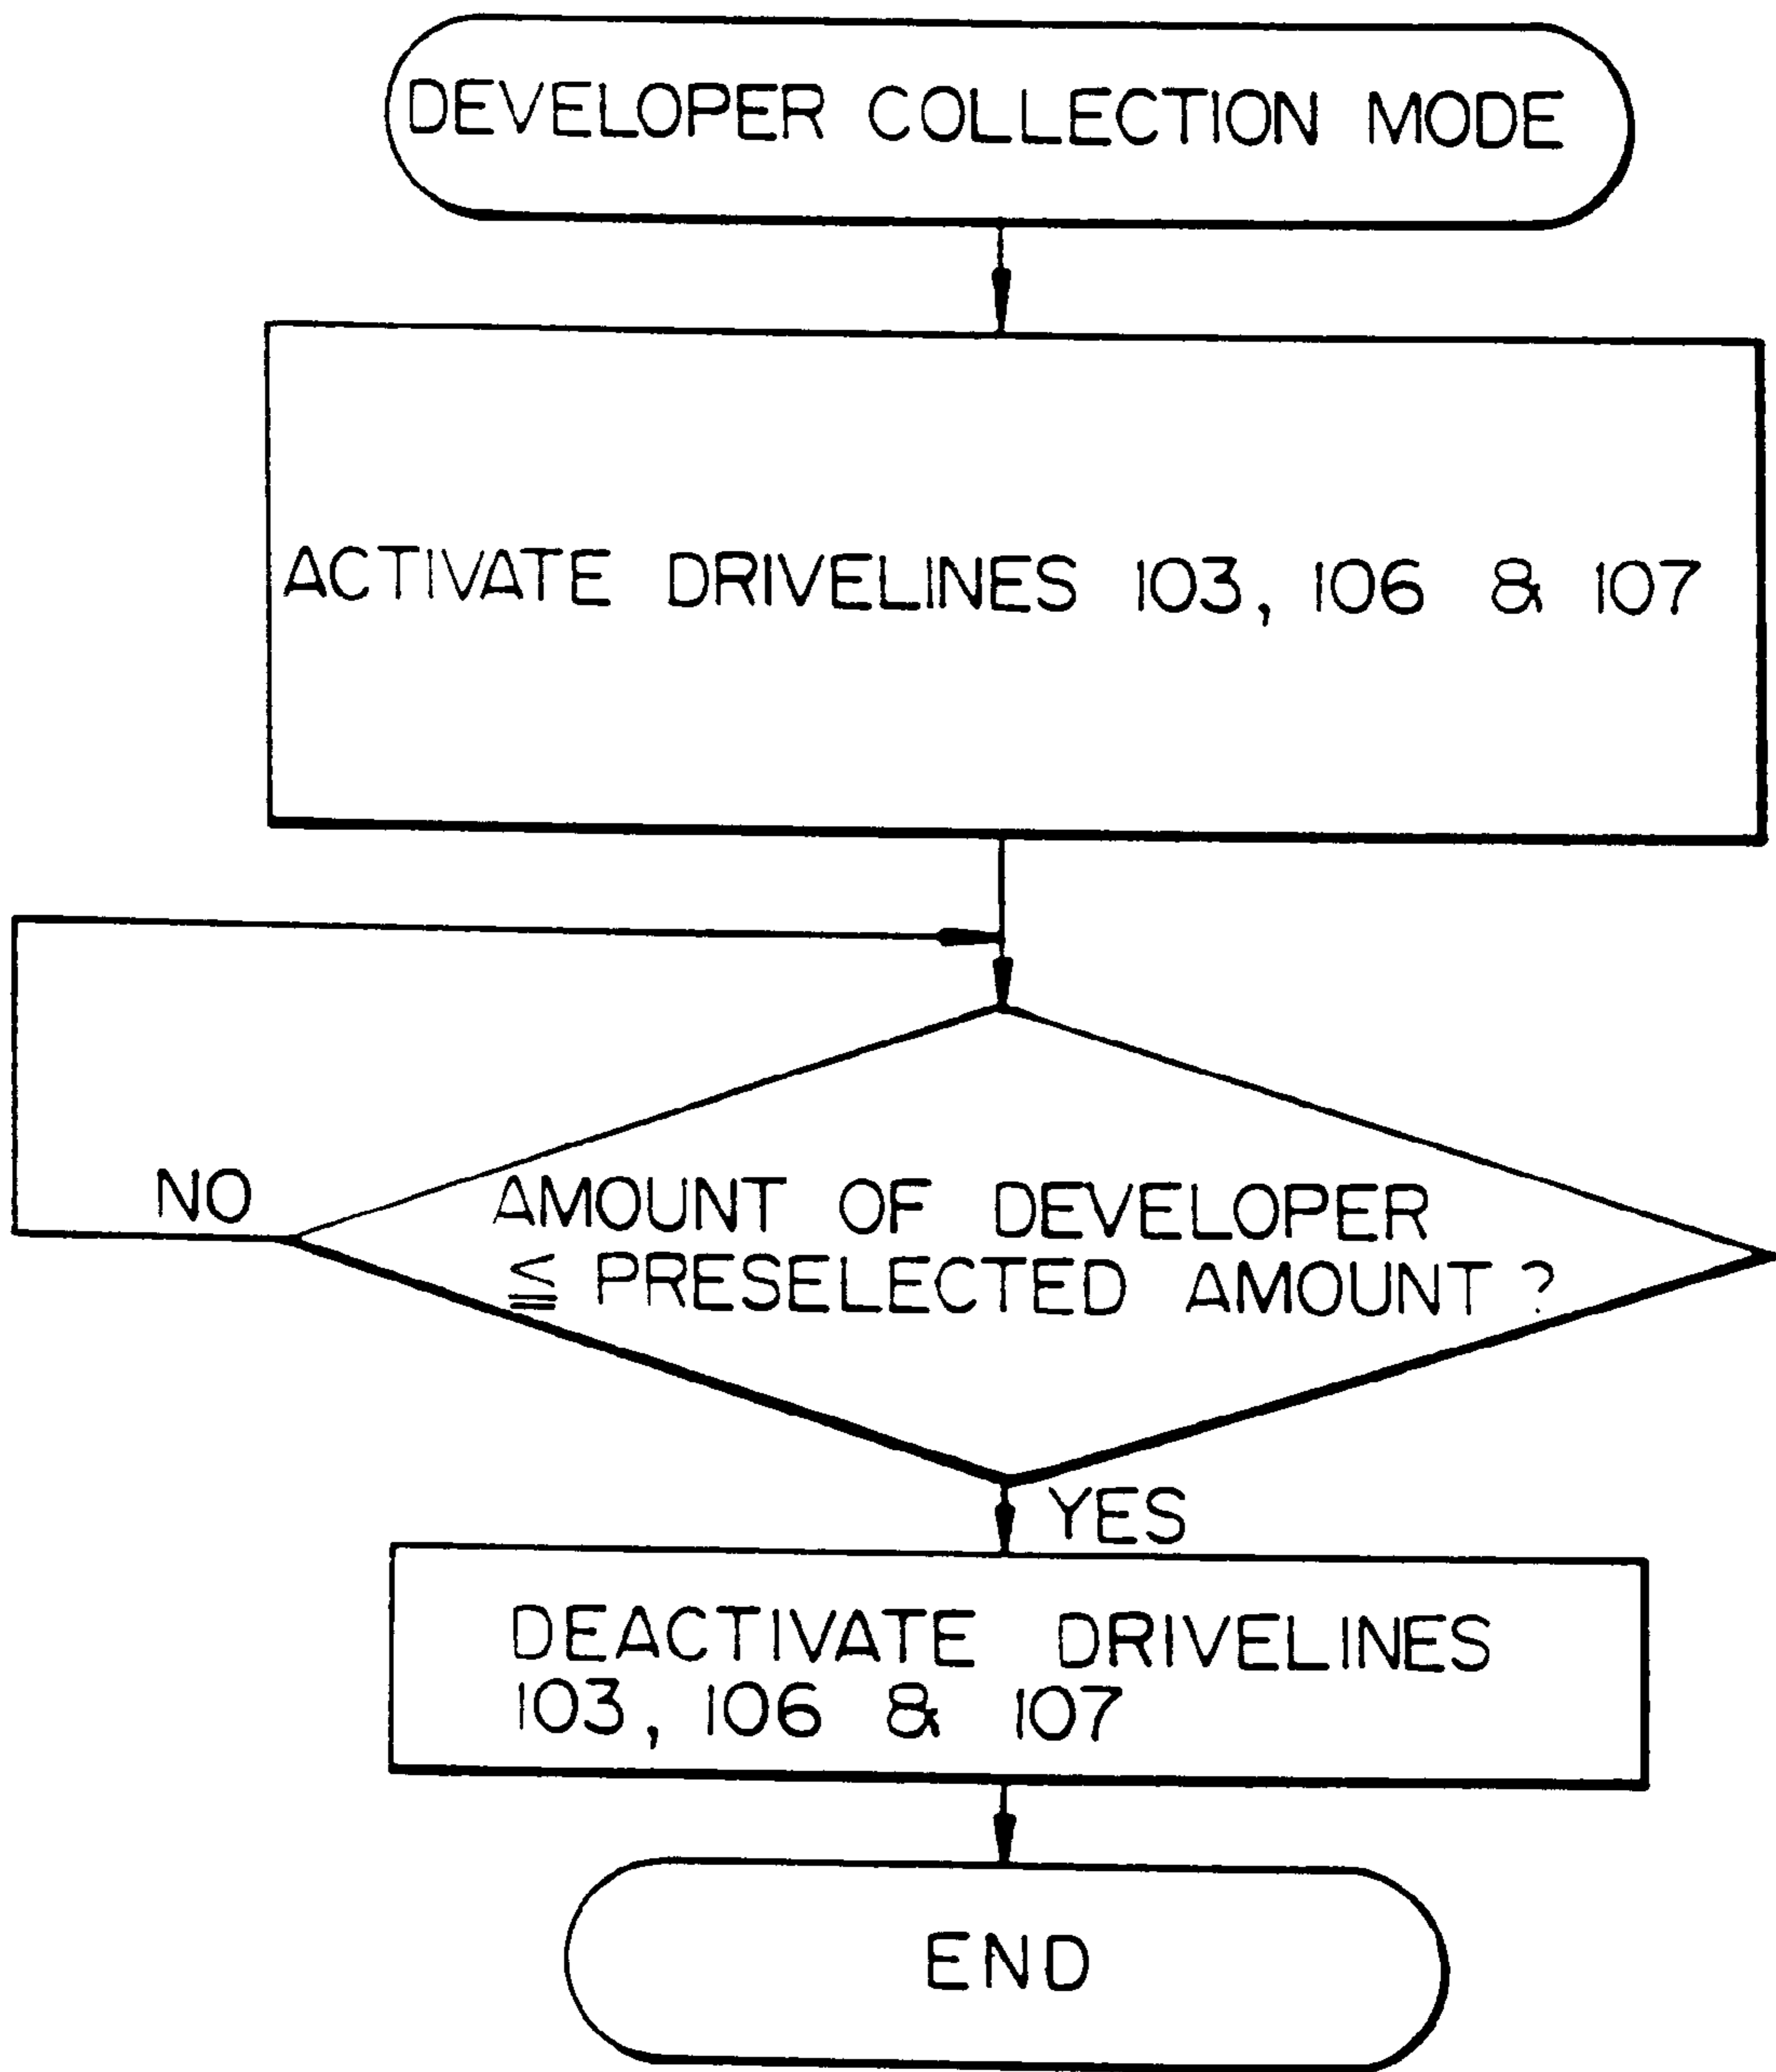 DEVELOPER COLLECTION MODE
ACTIVATE DRIVELINES 103, 106 & 107
NO
AMOUNT OF DEVELOPER
≦ PRESELECTED AMOUNT?
YES
DEACTIVATE DRIVELINES
103, 106 & 107
END